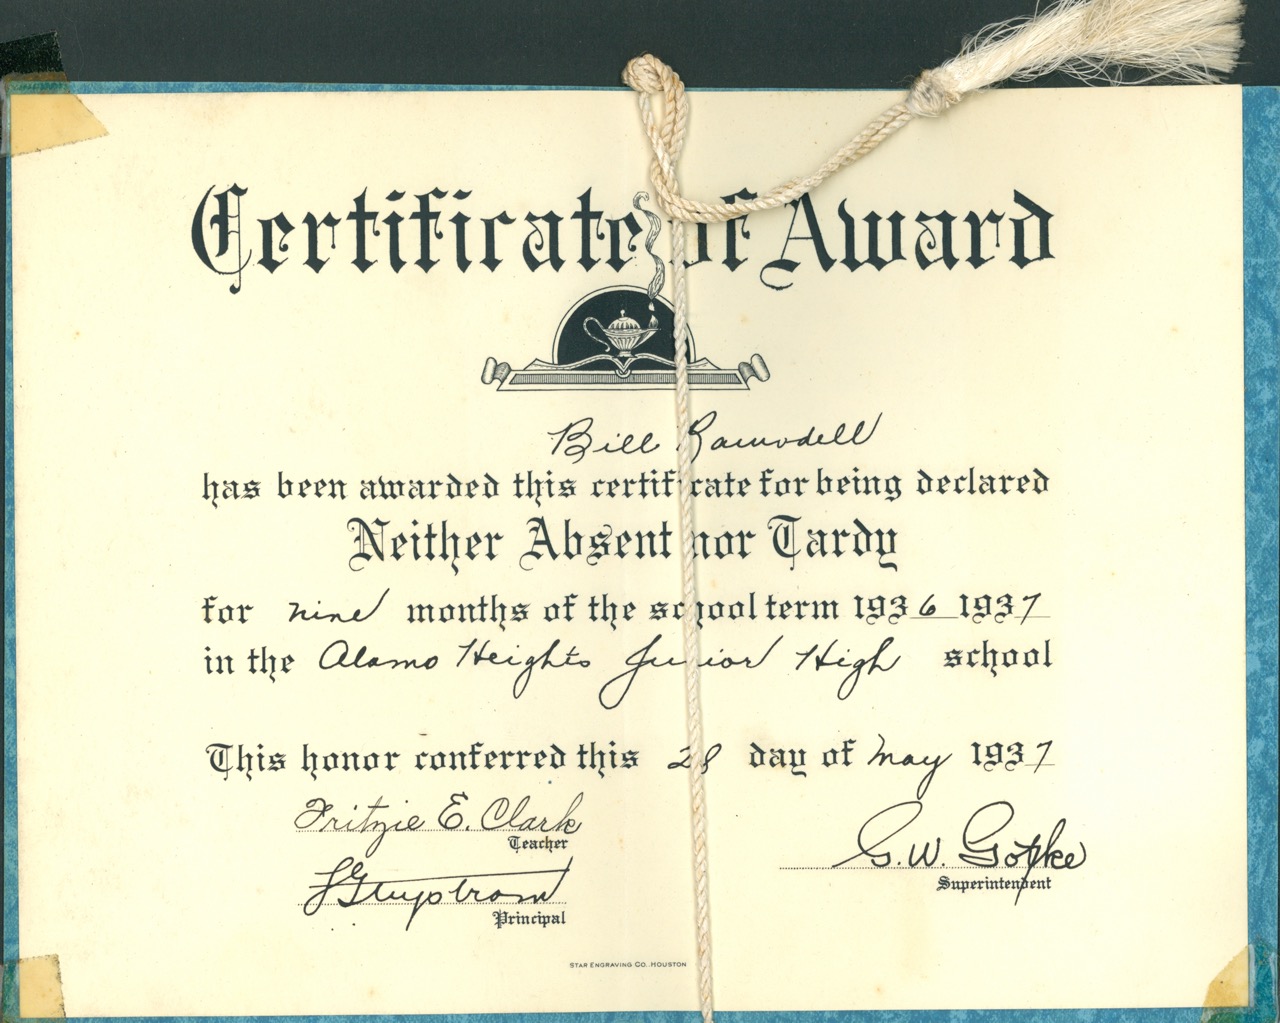 Certificate of Award
Bill Ramsdell
has been awarded this certificate for being declared
Neither Absent nor Tardy
for nine months of the school term 1936 1937
in the Alamo Heights Junior High school
This honor conferred this 28 day of May 1937
Fritzie E. Clark
Teacher
G. W. Gotke
Superintendent
Principal
STAR ENGRAVING CO., HOUSTON